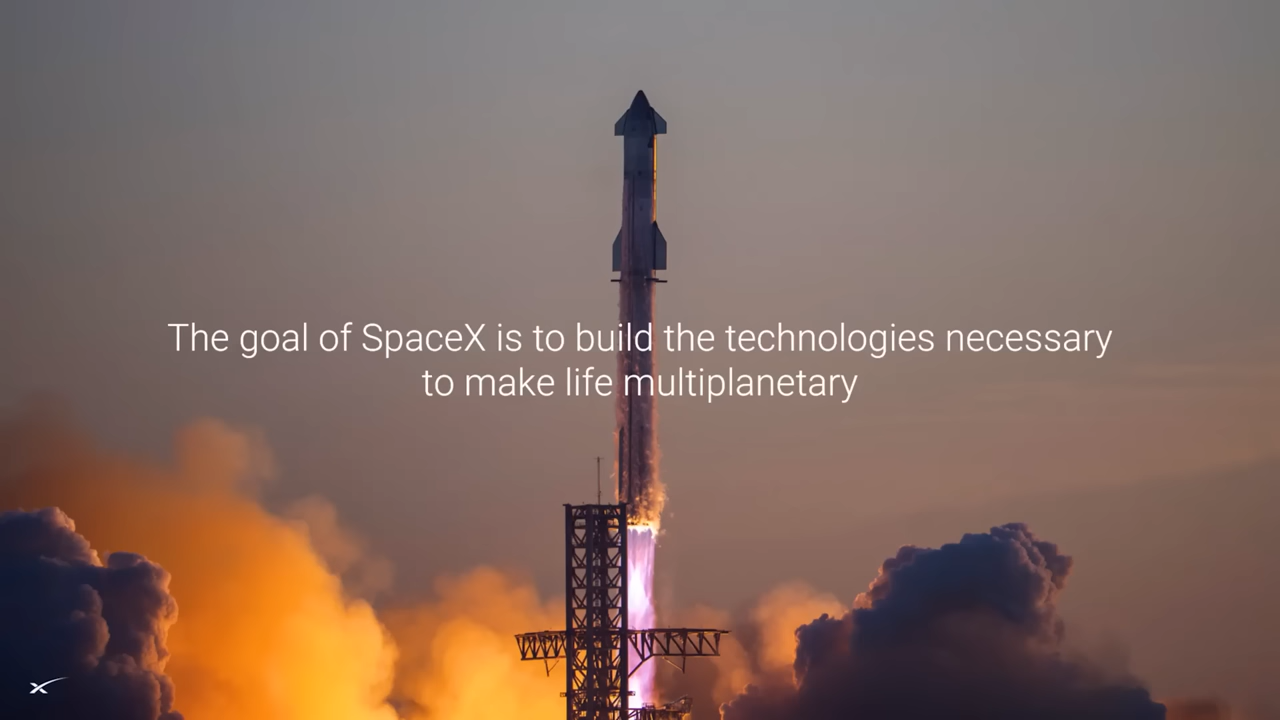 The goal of SpaceX is to build the technologies necessary
to make life multiplanetary